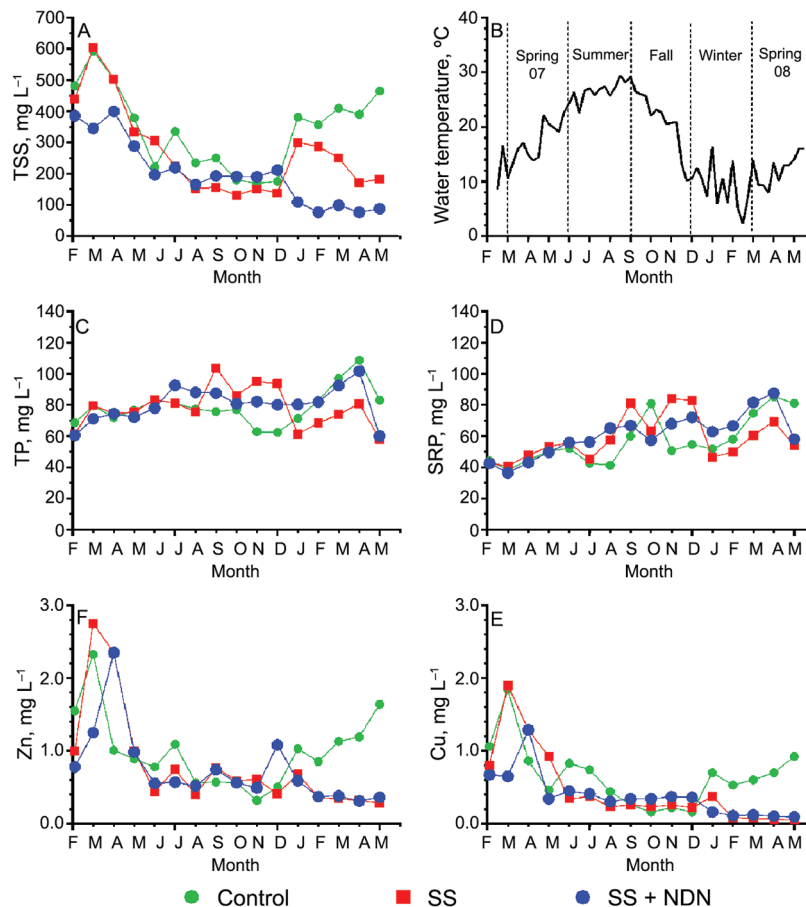 A
TSS, mg L⁻¹
700
600
500
400
300
200
100
0
F M A M J J A S O N D J F M A M
Month
B
Water temperature, ºC
40
30
20
10
0
Spring 07
Summer
Fall
Winter
Spring 08
F M A M J J A S O N D J F M A M
Month
C
TP, mg L⁻¹
140
120
100
80
60
40
20
0
F M A M J J A S O N D J F M A M
Month
D
SRP, mg L⁻¹
140
120
100
80
60
40
20
0
F M A M J J A S O N D J F M A M
Month
F
Zn, mg L⁻¹
3.0
2.0
1.0
0.0
F M A M J J A S O N D J F M A M
Month
E
Cu, mg L⁻¹
3.0
2.0
1.0
0.0
F M A M J J A S O N D J F M A M
Month
Control
SS
SS + NDN